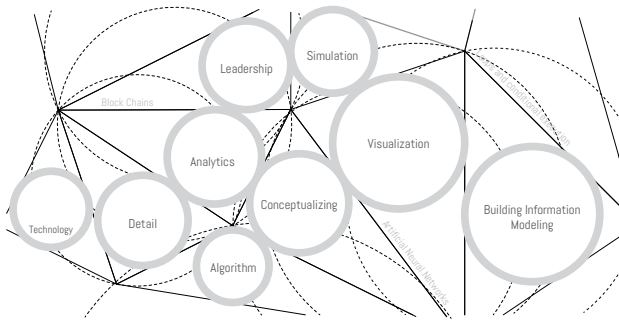 Simulation
Leadership
Block Chains
Visualization
Analytics
Conceptualizing
Building Information
Modeling
Technology
Detail
Algorithm
Artificial Neural Networks